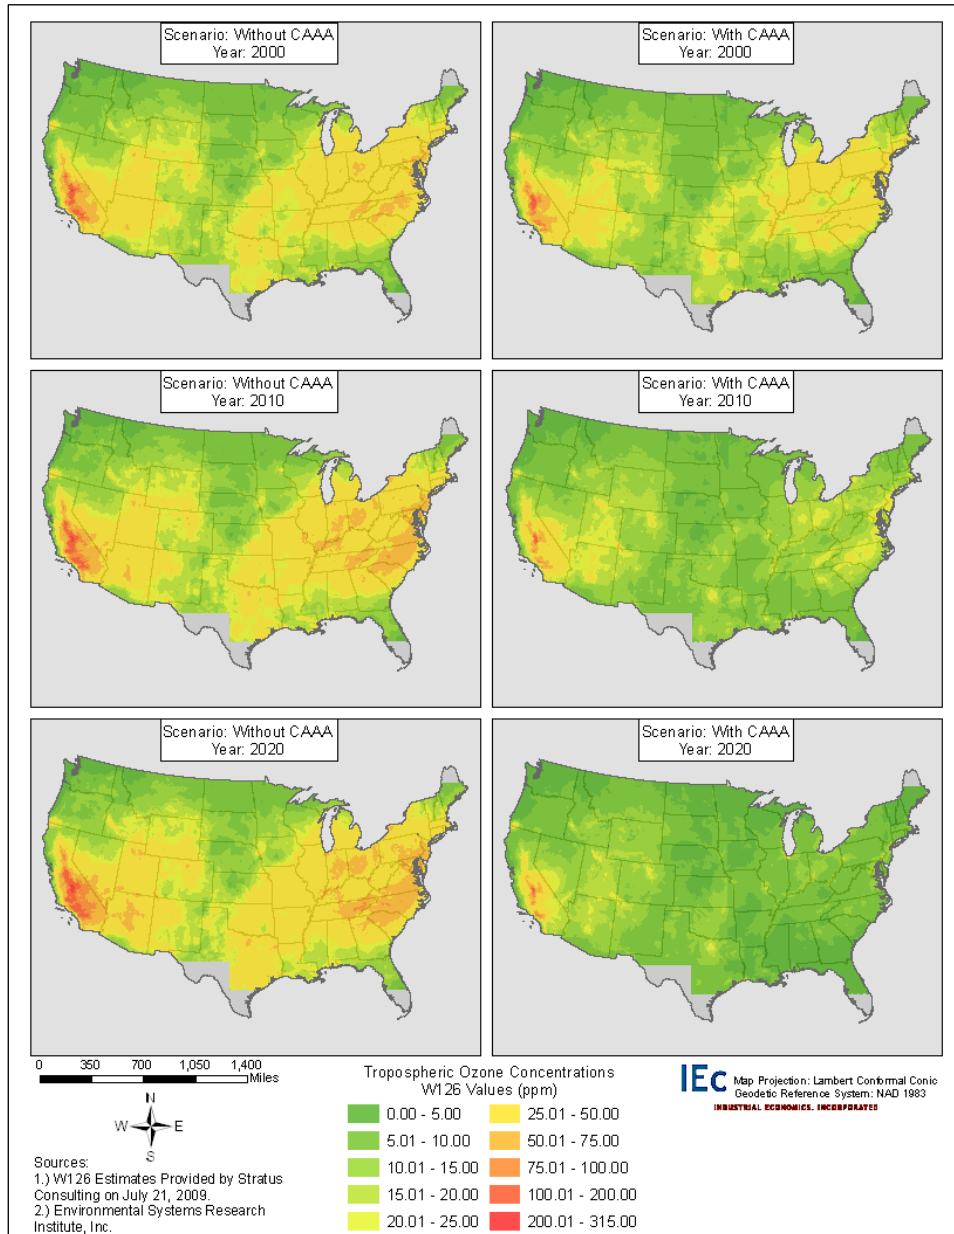 Scenario: Without CAAA
Year: 2000
Scenario: With CAAA
Year: 2000
Scenario: Without CAAA
Year: 2010
Scenario: With CAAA
Year: 2010
Scenario: Without CAAA
Year: 2020
Scenario: With CAAA
Year: 2020
0 350 700 1,050 1,400
Miles
N
W E
S
Sources:
1.) W126 Estimates Provided by Stratus
Consulting on July 21, 2009.
2.) Environmental Systems Research
Institute, Inc.
Tropospheric Ozone Concentrations
W126 Values (ppm)
0.00 - 5.00
5.01 - 10.00
10.01 - 15.00
15.01 - 20.00
20.01 - 25.00
25.01 - 50.00
50.01 - 75.00
75.01 - 100.00
100.01 - 200.00
200.01 - 315.00
IEc
Map Projection: Lambert Conformal Conic
Geodetic Reference System: NAD 1983
INDUSTRIAL ECONOMICS, INCORPORATED